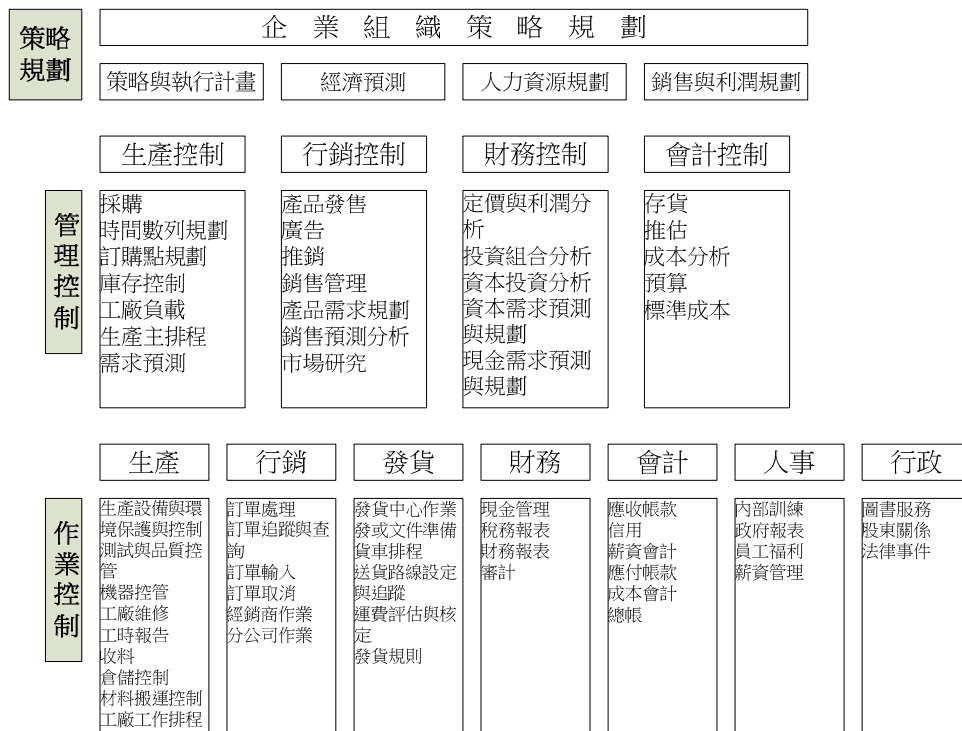 策略
規劃
企業組織策略規劃
策略與執行計畫
經濟預測
人力資源規劃
銷售與利潤規劃
管理控制
生產控制
採購
時間數列規劃
訂購點規劃
庫存控制
工廠負載
生產主排程
需求預測
行銷控制
產品發售
廣告
推銷
銷售管理
產品需求規劃
銷售預測分析
市場研究
財務控制
定價與利潤分
析
投資組合分析
資本投資分析
資本需求預測
與規劃
現金需求預測
與規劃
會計控制
存貨
推估
成本分析
預算
標準成本
作業控制
生產
生產設備與環
境保護與控制
測試與品質控
管
機器控管
工廠維修
工時報告
收料
倉儲控制
材料搬運控制
工廠工作排程
行銷
訂單處理
訂單追蹤與查
詢
訂單輸入
訂單取消
經銷商作業
分公司作業
發貨
發貨中心作業
發或文件準備
貨車排程
送貨路線設定
與追蹤
運費評估與核
定
發貨規則
財務
現金管理
稅務報表
財務報表
審計
會計
應收帳款
信用
薪資會計
應付帳款
成本會計
總帳
人事
內部訓練
政府報表
員工福利
薪資管理
行政
圖書服務
股東關係
法律事件